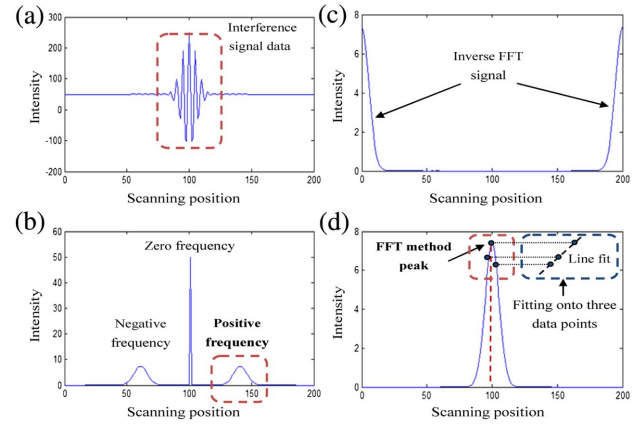 (a)
Interference
signal data
300
250
200
100
0
-100
-200
Intensity
0 50 100 150 200
Scanning position
(c)
Inverse FFT
signal
8
6
4
2
0
Intensity
0 50 100 150 200
Scanning position
(b)
Zero frequency
Negative
frequency
Positive
frequency
60
50
40
30
20
10
0
Intensity
0 50 100 150 200
Scanning position
(d)
FFT method
peak
Line fit
Fitting onto three
data points
8
6
4
2
0
Intensity
0 50 100 150 200
Scanning position